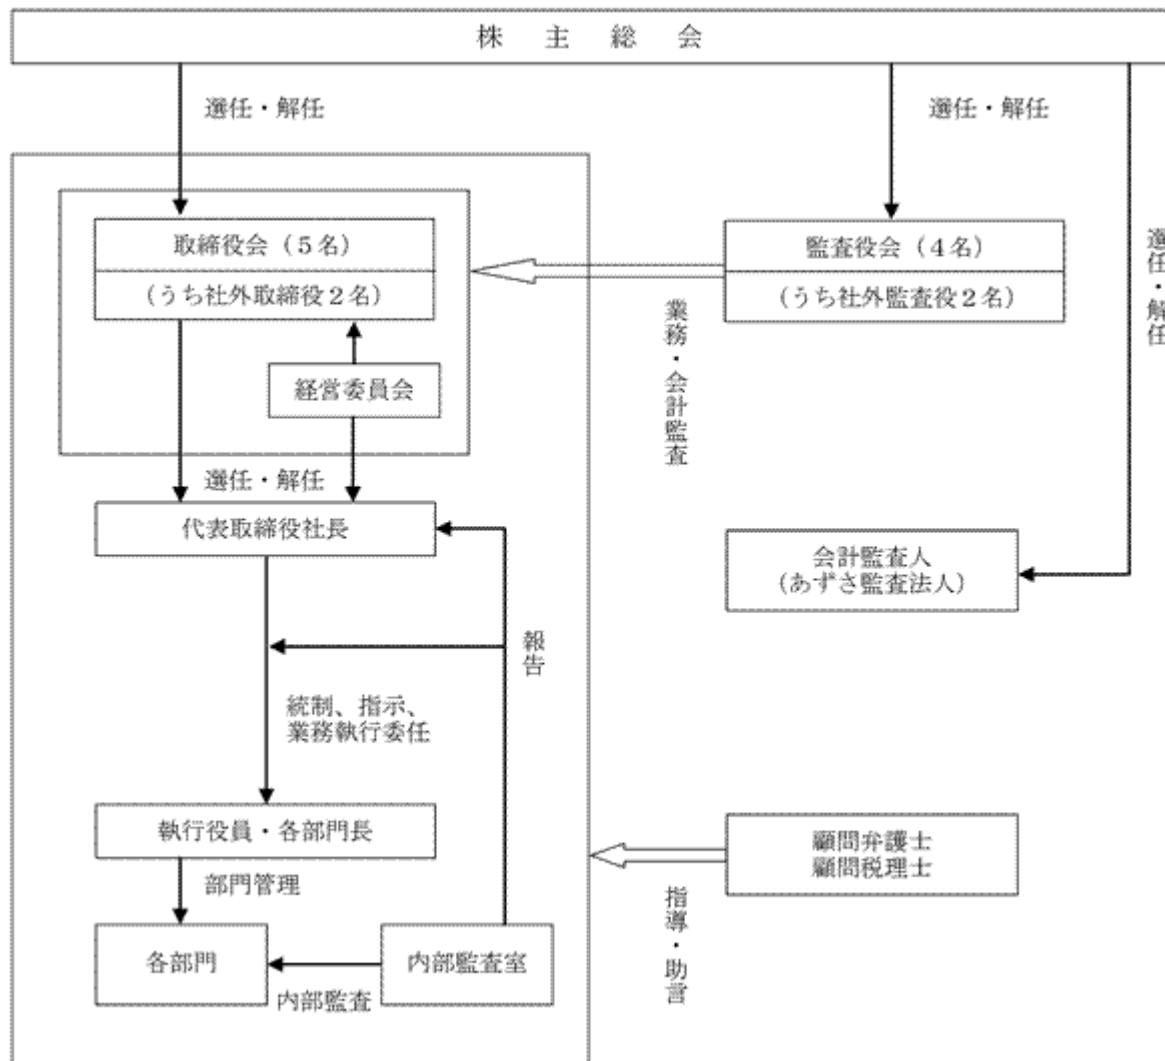 株主総会
選任・解任
選任・解任
選任・解任
取締役会（５名）
（うち社外取締役２名）
監査役会（４名）
（うち社外監査役２名）
業務・会計監査
経営委員会
選任・解任
代表取締役社長
会計監査人
（あずさ監査法人）
報告
統制、指示、
業務執行委任
執行役員・各部門長
顧問弁護士
顧問税理士
部門管理
指導・助言
各部門
内部監査室
内部監査